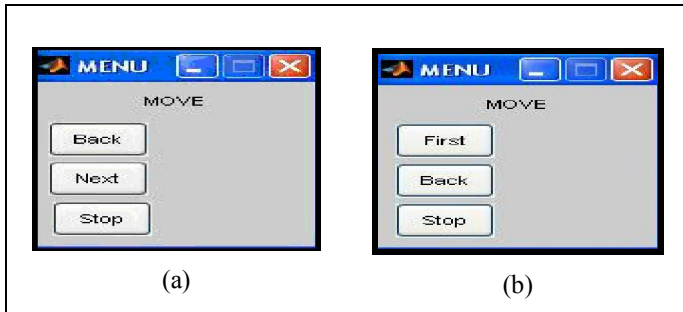 MENU
MOVE
Back
Next
Stop
(a)
MENU
MOVE
First
Back
Stop
(b)